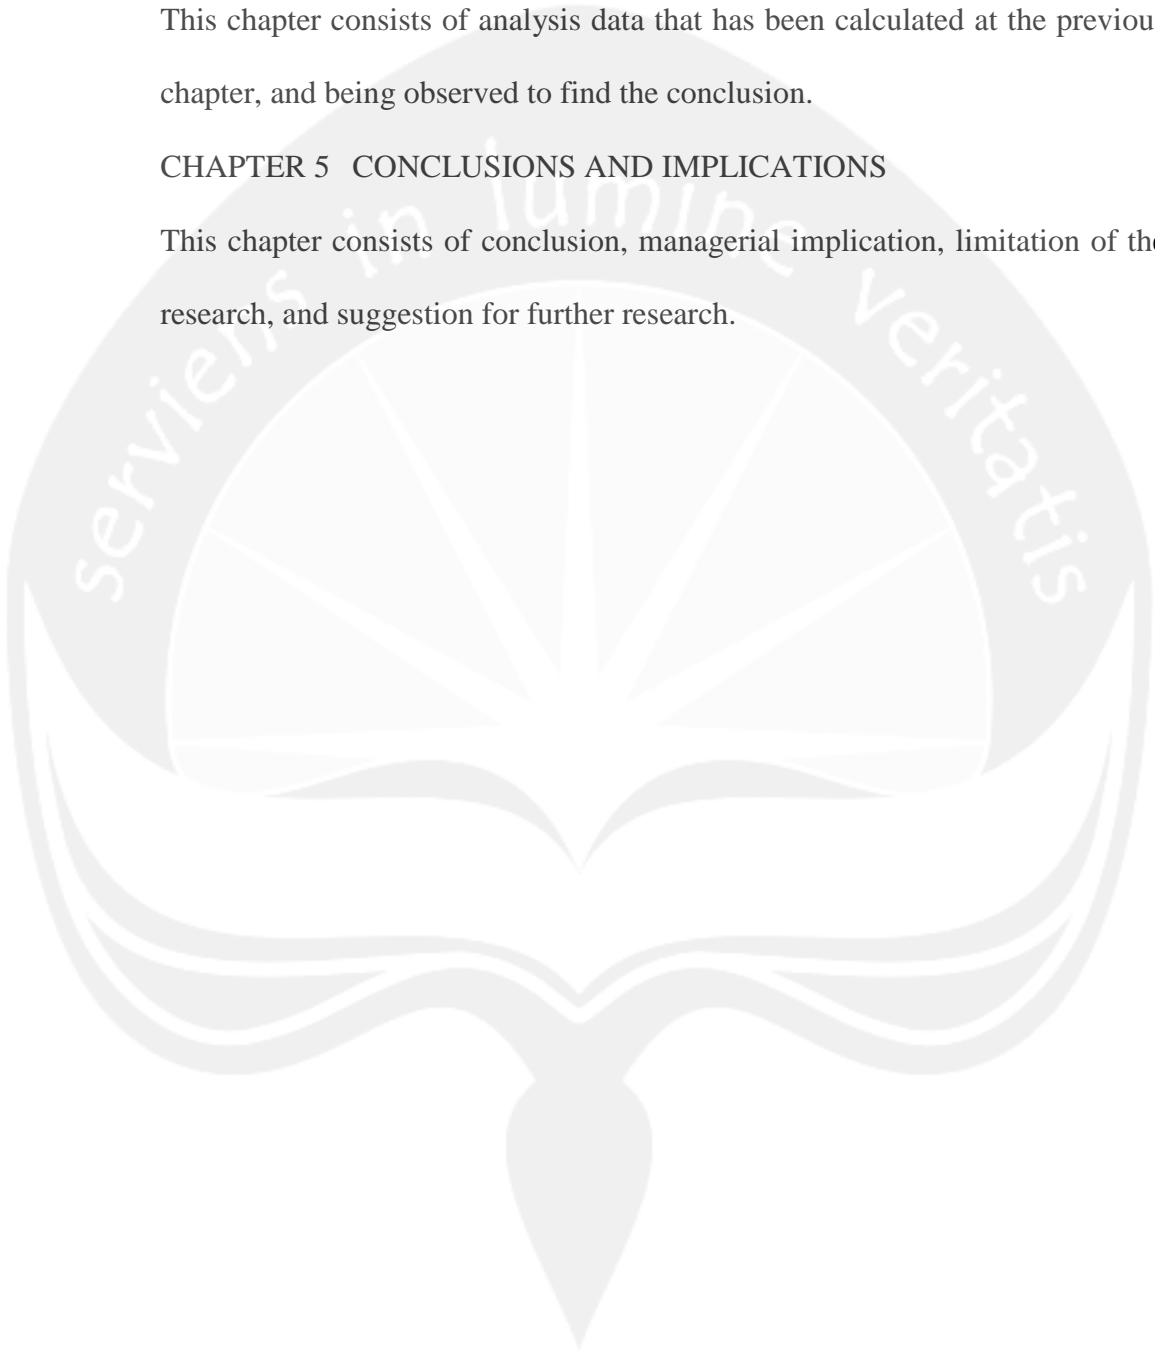 This chapter consists of analysis data that has been calculated at the previou
chapter, and being observed to find the conclusion.
CHAPTER 5 CONCLUSIONS AND IMPLICATIONS
This chapter consists of conclusion, managerial implication, limitation of the
research, and suggestion for further research.
serviens in lumine veritatis